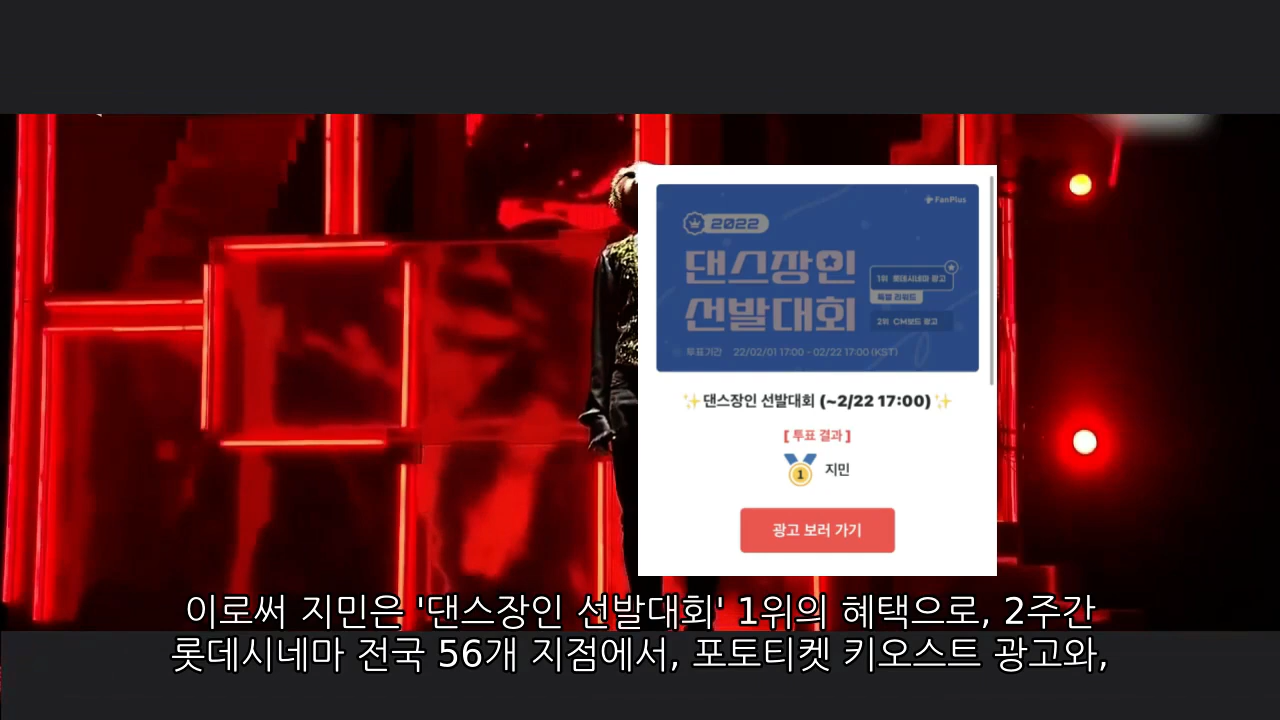 FanPlus
2022
댄스장인
선발대회
1위 롯데시네마 광고
특별 리워드
2위 CM보드 광고
투표기간 22/02/01 17:00 - 02/22 17:00 (KST)
✨댄스장인 선발대회 (~2/22 17:00)✨
[ 투표 결과 ]
1 지민
광고 보러 가기
이로써 지민은 '댄스장인 선발대회' 1위의 혜택으로, 2주간
롯데시네마 전국 56개 지점에서, 포토티켓 키오스트 광고와,